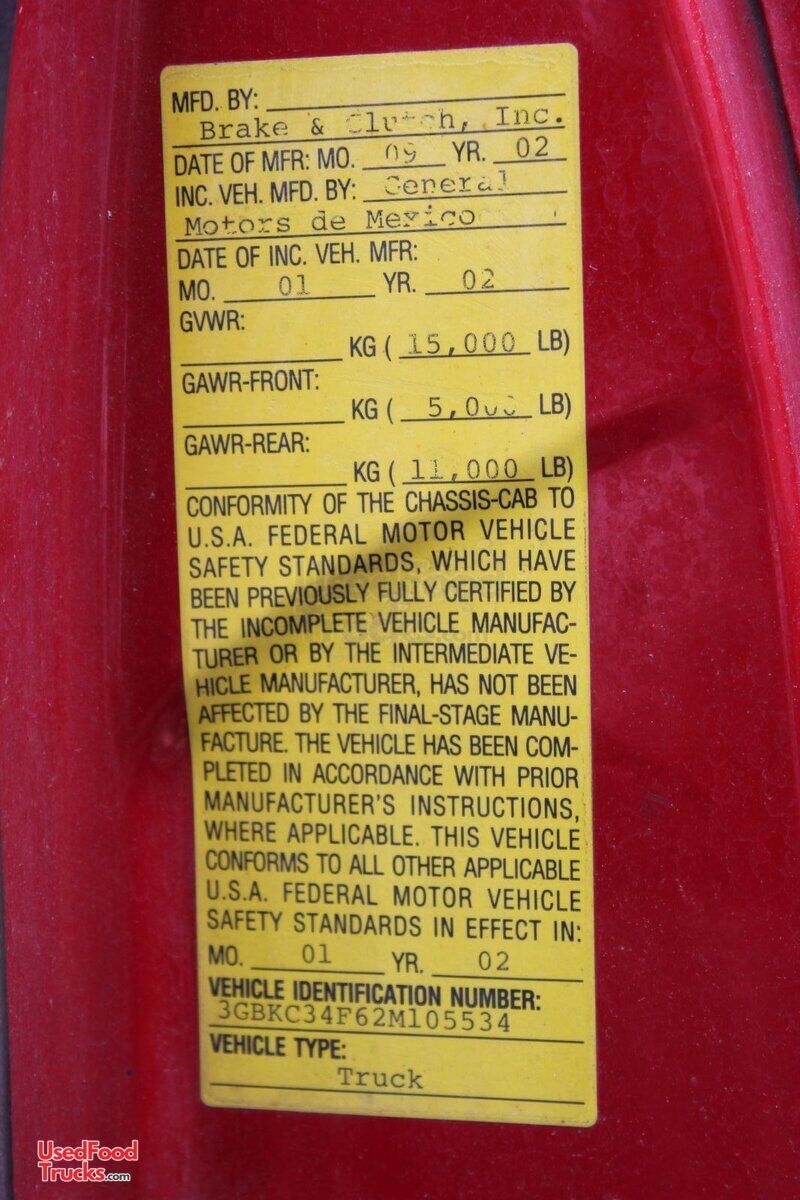 MFD. BY:
Brake & Clutch, Inc.
DATE OF MFR: MO. 09 YR. 02
INC. VEH. MFD. BY: General
Motors de Mexico
DATE OF INC. VEH. MFR:
MO. 01 YR. 02
GVWR:
KG ( 15,000 LB)
GAWR-FRONT:
KG ( 5,000 LB)
GAWR-REAR:
KG ( 11,000 LB)
CONFORMITY OF THE CHASSIS-CAB TO
U.S.A. FEDERAL MOTOR VEHICLE
SAFETY STANDARDS, WHICH HAVE
BEEN PREVIOUSLY FULLY CERTIFIED BY
THE INCOMPLETE VEHICLE MANUFAC-
TURER OR BY THE INTERMEDIATE VE-
HICLE MANUFACTURER, HAS NOT BEEN
AFFECTED BY THE FINAL-STAGE MANU-
FACTURE. THE VEHICLE HAS BEEN COM-
PLETED IN ACCORDANCE WITH PRIOR
MANUFACTURER'S INSTRUCTIONS,
WHERE APPLICABLE. THIS VEHICLE
CONFORMS TO ALL OTHER APPLICABLE
U.S.A. FEDERAL MOTOR VEHICLE
SAFETY STANDARDS IN EFFECT IN:
MO. 01 YR. 02
VEHICLE IDENTIFICATION NUMBER:
3GBKC34F62M105534
VEHICLE TYPE:
Truck
UsedFood
Trucks.com